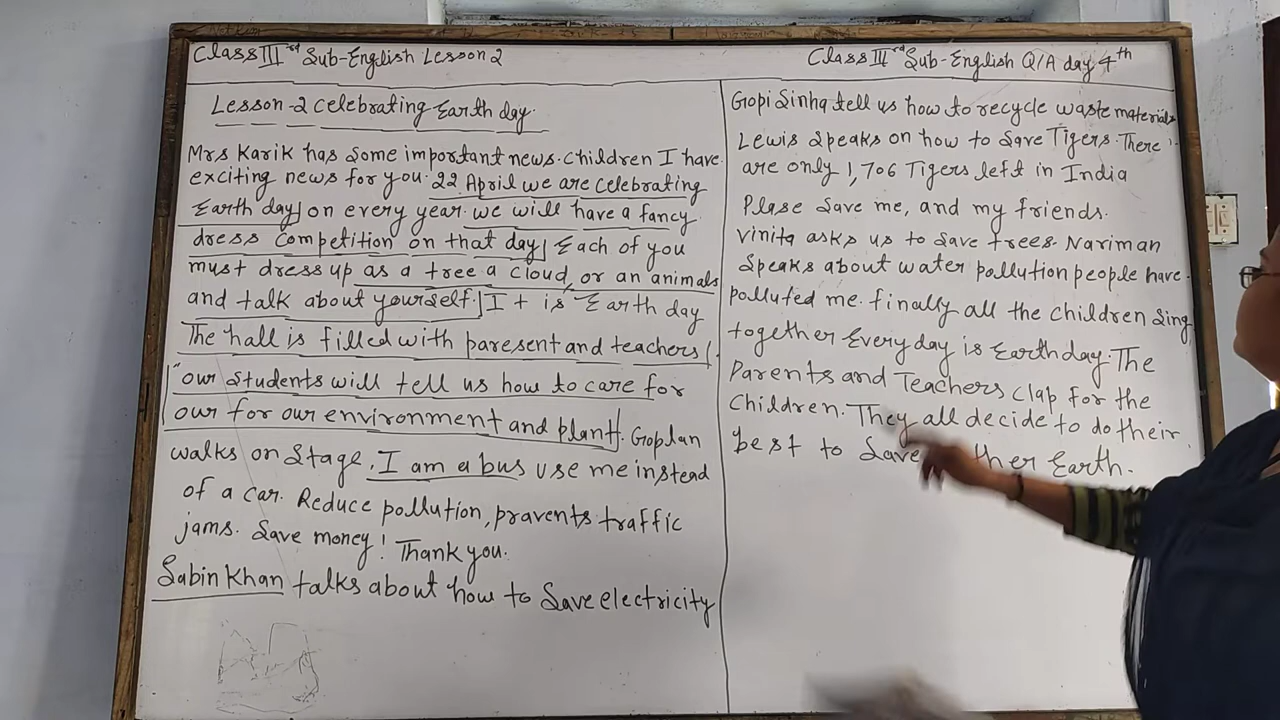 Class III rd Sub-English Lesson 2
Lesson-2 Celebrating Earth day.
Mrs Karik has some important news. Children I have
exciting news for you. 22 April we are celebrating
Earth day on every year. we will have a fancy
dress competition on that day Each of you
must dress up as a tree a cloud, or an animals
and talk about yourself. It is Earth day
The hall is filled with paresent and teachers!
"our Students will tell us how to care for
our for our environment and plant. Goplan
walks on Stage. I am a bus use me instead
of a car. Reduce pollution, pravents traffic
jams. Save money! Thank you.
Sabin Khan talks about how to Save electricity
Class III rd Sub-English Q/A day 4th
Gopi Sinha tell us how to recycle waste materials
Lewis Speaks on how to Save Tigers. There
are only 1,706 Tigers left in India
Plase Save me, and my friends.
Vinita asks us to Save trees. Nariman
Speaks about water pollution people have
polluted me. finally all the children Sing
together Every day is Earth day. The
Parents and Teachers clap for the
children. They all decide to do their
best to Save Earth.